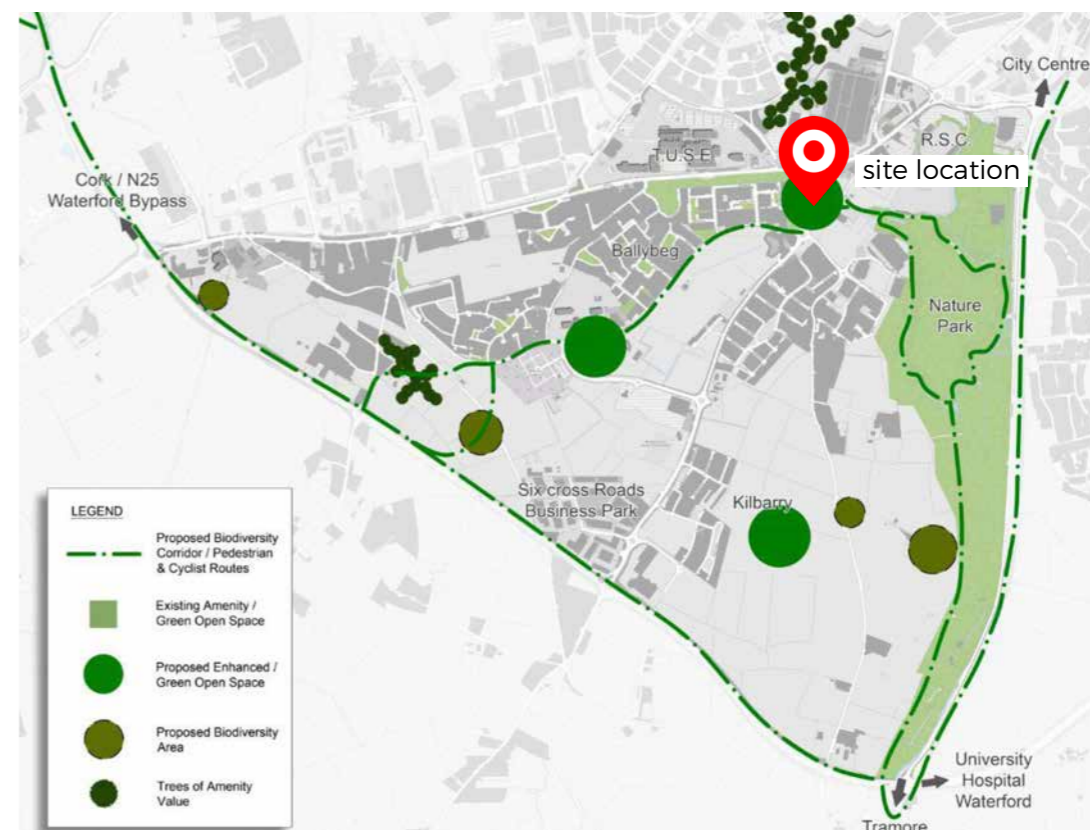 City Centre
R.S.C
T.U.S.E
site location
Cork / N25
Waterford Bypass
Ballybeg
Nature
Park
Six cross Roads
Business Park
Kilbarry
LEGEND
Proposed Biodiversity
Corridor / Pedestrian
& Cyclist Routes
Existing Amenity /
Green Open Space
Proposed Enhanced /
Green Open Space
Proposed Biodiversity
Area
Trees of Amenity
Value
University
Hospital
Waterford
Tramore